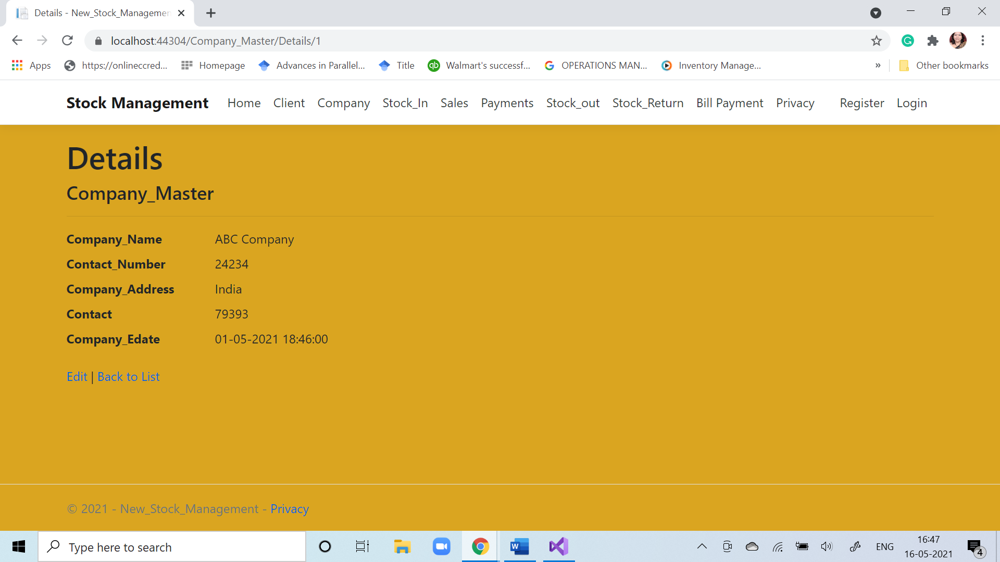 Details - New_Stock_Managemen
localhost:44304/Company_Master/Details/1
Apps https://onlineccred... Homepage Advances in Parallel... Title qb Walmart's successf... OPERATIONS MAN... Inventory Manage... » Other bookmarks
Stock Management Home Client Company Stock_In Sales Payments Stock_out Stock_Return Bill Payment Privacy Register Login
Details
Company_Master
Company_Name ABC Company
Contact_Number 24234
Company_Address India
Contact 79393
Company_Edate 01-05-2021 18:46:00
Edit | Back to List
© 2021 - New_Stock_Management - Privacy
Type here to search W ENG 16:47
16-05-2021 4